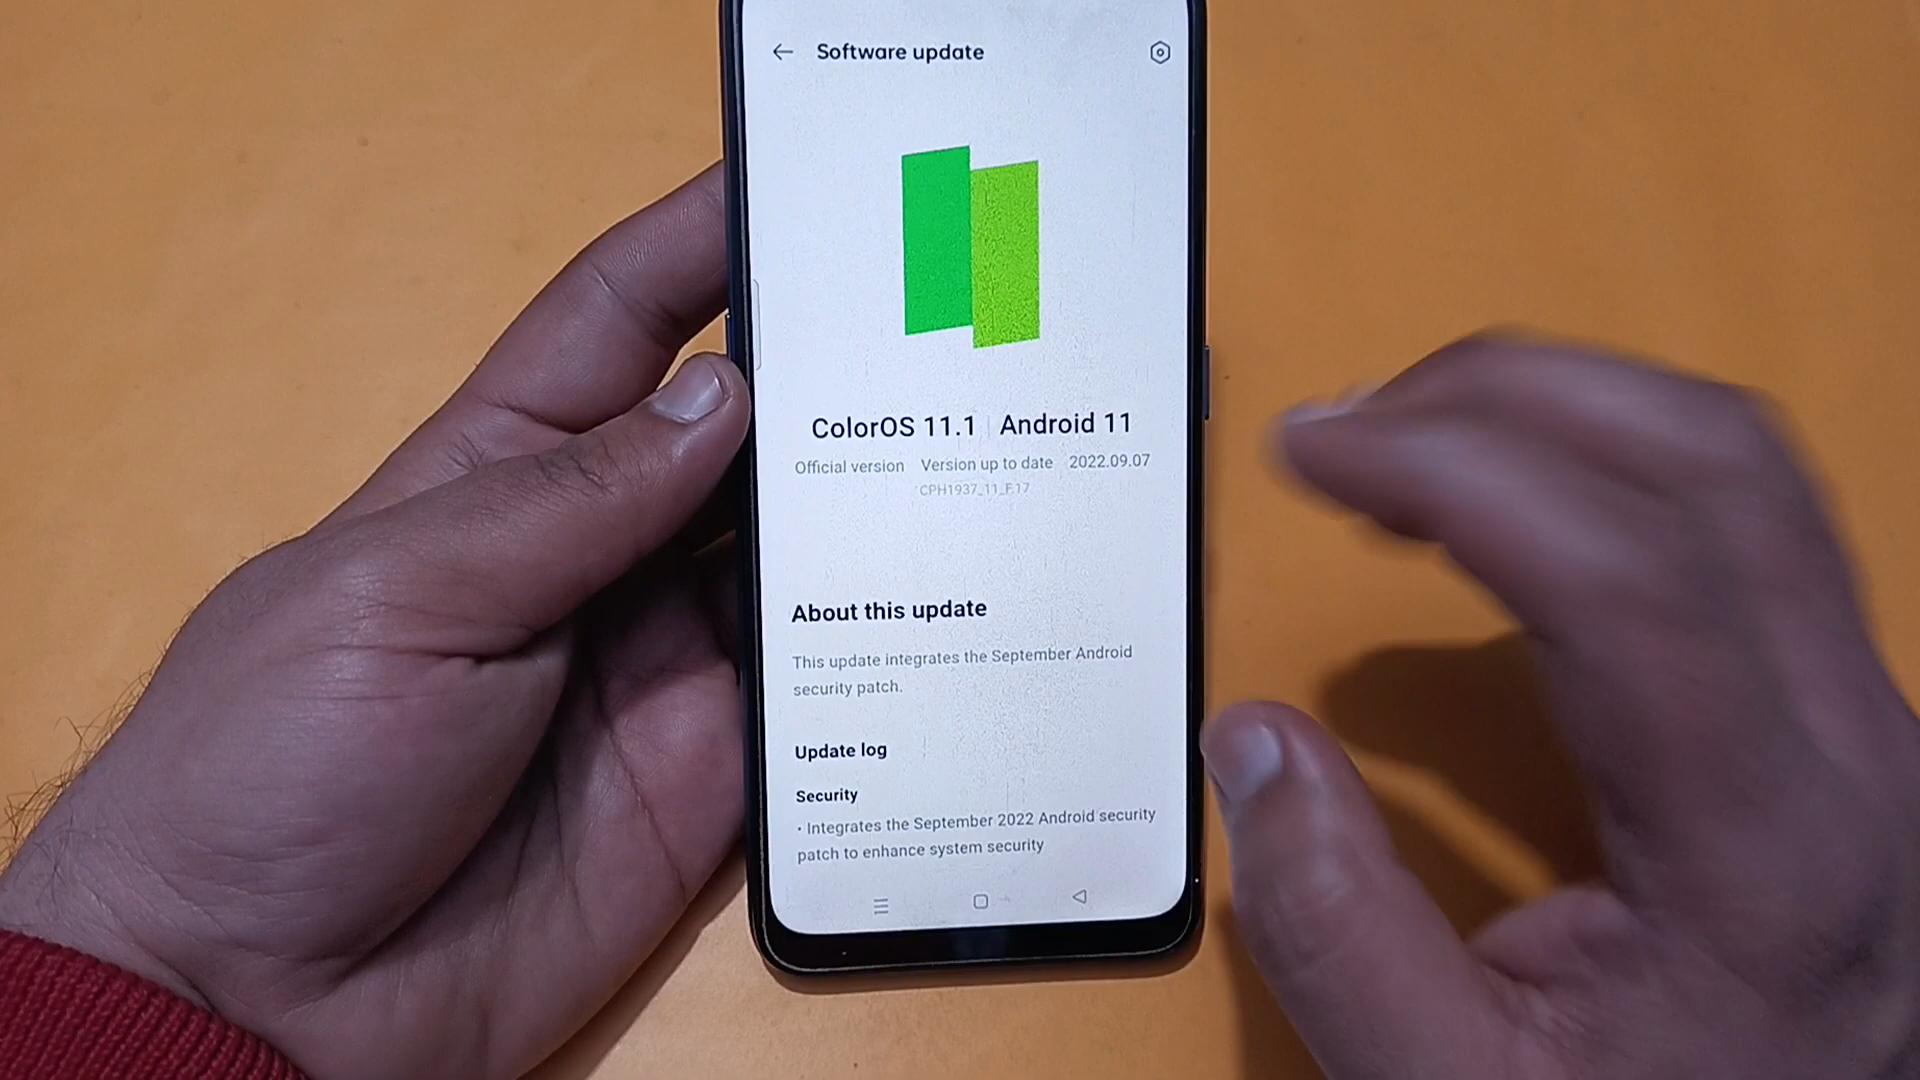 Software update
ColorOS 11.1 Android 11
Official version Version up to date 2022.09.07
CPH1937_11_F.17
About this update
This update integrates the September Android
security patch.
Update log
Security
· Integrates the September 2022 Android security
patch to enhance system security